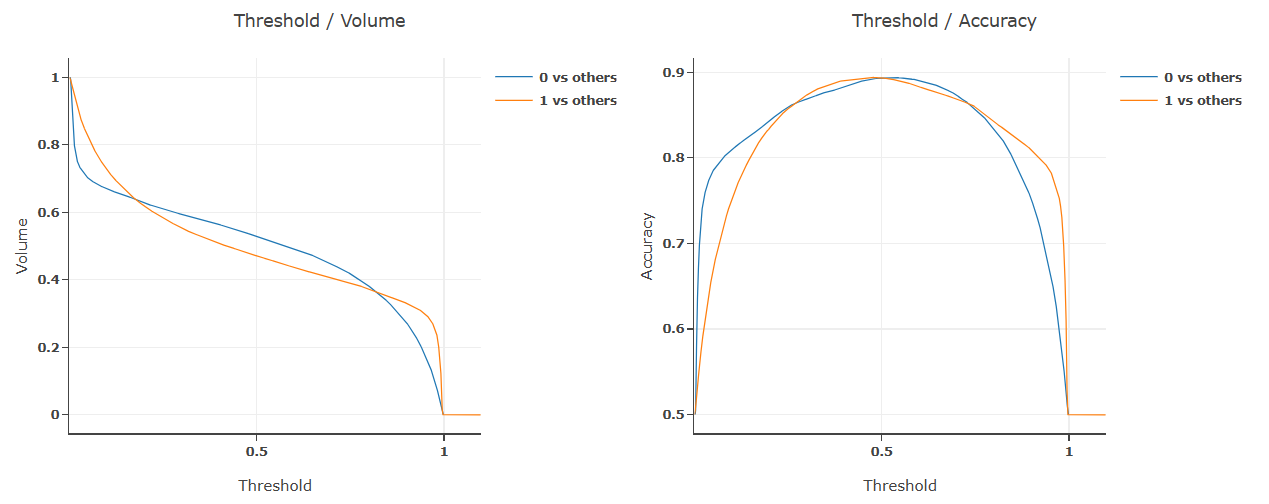 Threshold / Volume
1
0.8
0.6
0.4
0.2
0
Volume
0.5
1
Threshold
0 vs others
1 vs others
Threshold / Accuracy
0.9
0.8
0.7
0.6
0.5
Accuracy
0.5
1
Threshold
0 vs others
1 vs others